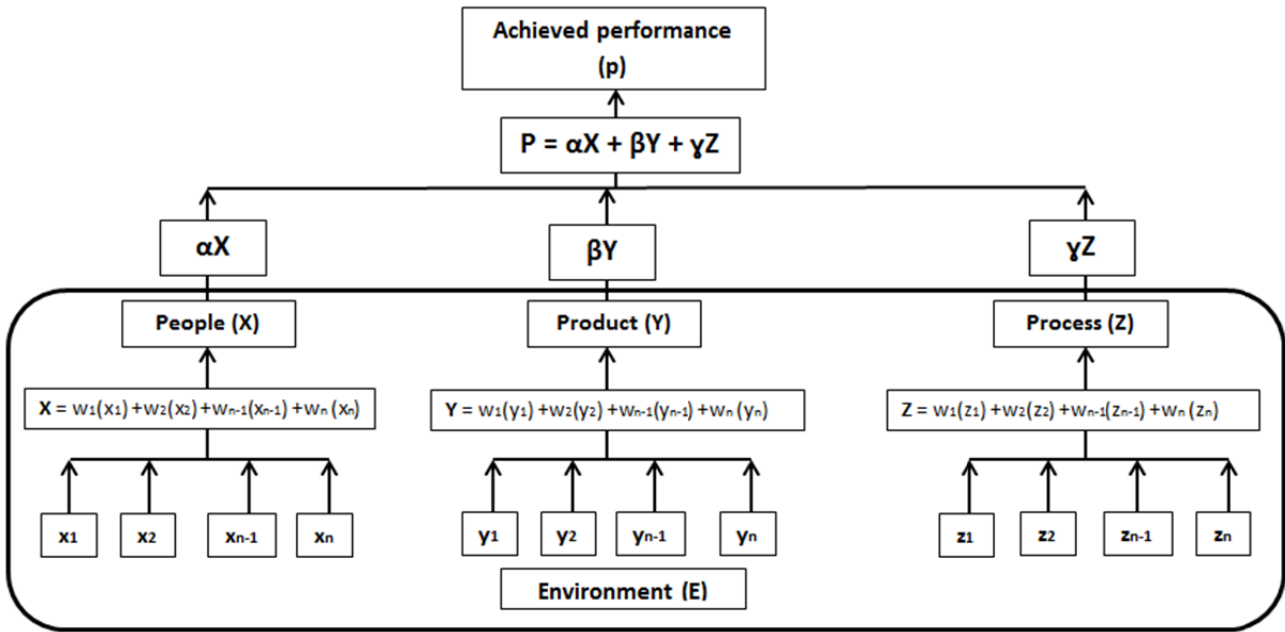 Achieved performance
(p)
P = αX + βY + ɣZ
αX
βY
ɣZ
People (X)
Product (Y)
Process (Z)
X = w1(x1) +w2(x2) +wn-1(xn-1) +wn (xn)
Y = w1(y1) +w2(y2) +wn-1(yn-1) +wn (yn)
Z = w1(z1) +w2(z2) +wn-1(zn-1) +wn (zn)
x1
x2
xn-1
xn
y1
y2
yn-1
yn
z1
z2
zn-1
zn
Environment (E)